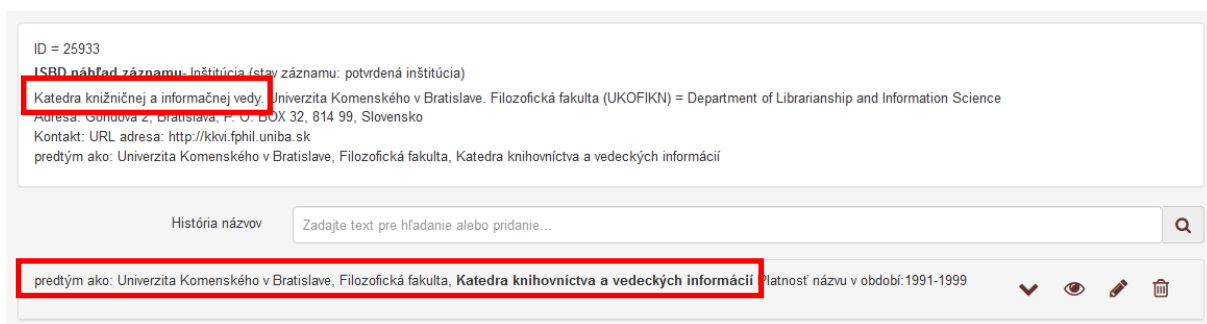 ID = 25933
ISBD náhľad záznamu- Inštitúcia (stav záznamu: potvrdená inštitúcia)
Katedra knižničnej a informačnej vedy. Univerzita Komenského v Bratislave. Filozofická fakulta (UKOFIKN) = Department of Librarianship and Information Science
Adresa: Gondova 2, Bratislava, P. O. BOX 32, 814 99, Slovensko
Kontakt: URL adresa: http://kkvi.fphil.uniba.sk
predtým ako: Univerzita Komenského v Bratislave, Filozofická fakulta, Katedra knihovníctva a vedeckých informácií
História názvov
Zadajte text pre hľadanie alebo pridanie...
predtým ako: Univerzita Komenského v Bratislave, Filozofická fakulta, Katedra knihovníctva a vedeckých informácií Platnosť názvu v období:1991-1999